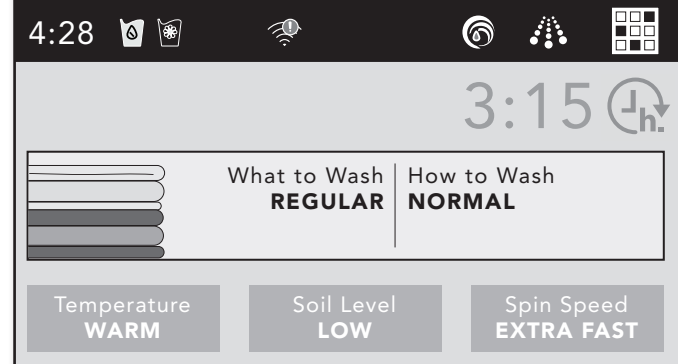 4:28
3:15 h.
What to Wash
REGULAR
How to Wash
NORMAL
Temperature
WARM
Soil Level
LOW
Spin Speed
EXTRA FAST